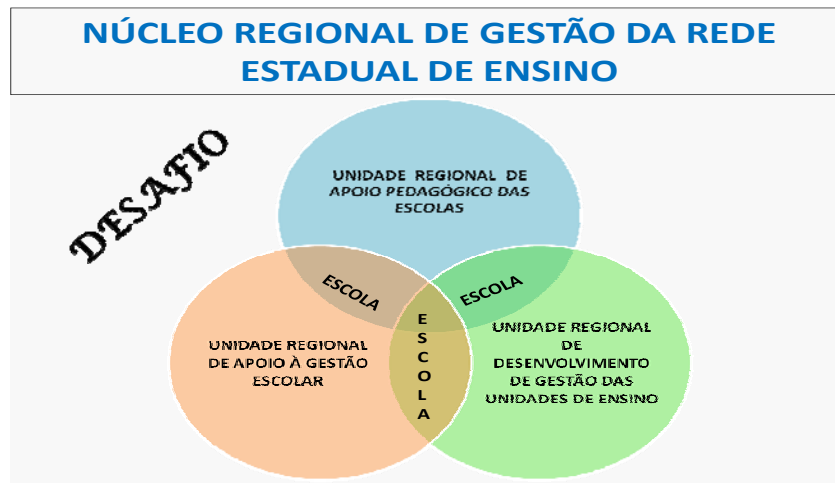 NÚCLEO REGIONAL DE GESTÃO DA REDE
ESTADUAL DE ENSINO
DESAFIO
UNIDADE REGIONAL DE
APOIO PEDAGÓGICO DAS
ESCOLAS
ESCOLA
ESCOLA
UNIDADE REGIONAL
DE APOIO À GESTÃO
ESCOLAR
E
S
C
O
L
A
UNIDADE REGIONAL
DE
DESENVOLVIMENTO
DE GESTÃO DAS
UNIDADES DE ENSINO